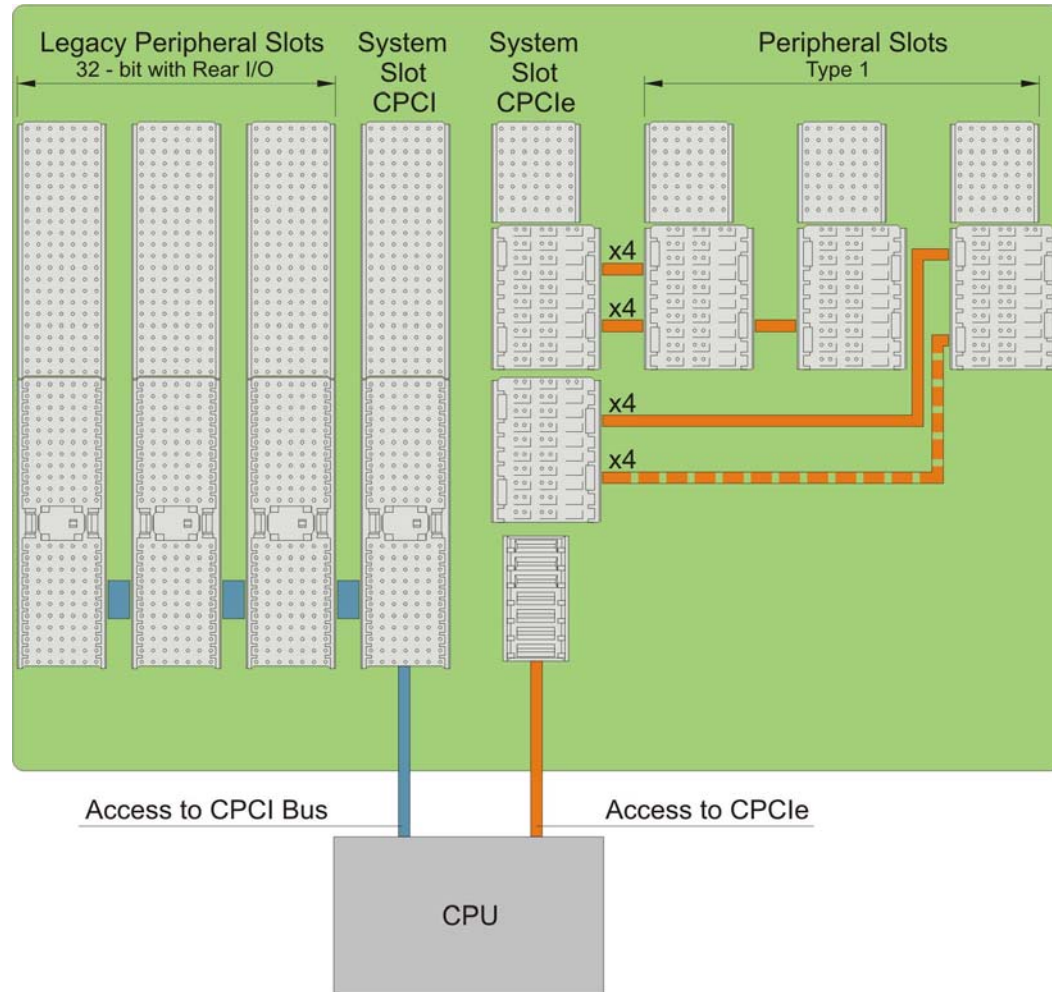 Legacy Peripheral Slots
32 - bit with Rear I/O
System
Slot
CPCI
System
Slot
CPCIe
Peripheral Slots
Type 1
x4
x4
x4
x4
Access to CPCI Bus
Access to CPCIe
CPU